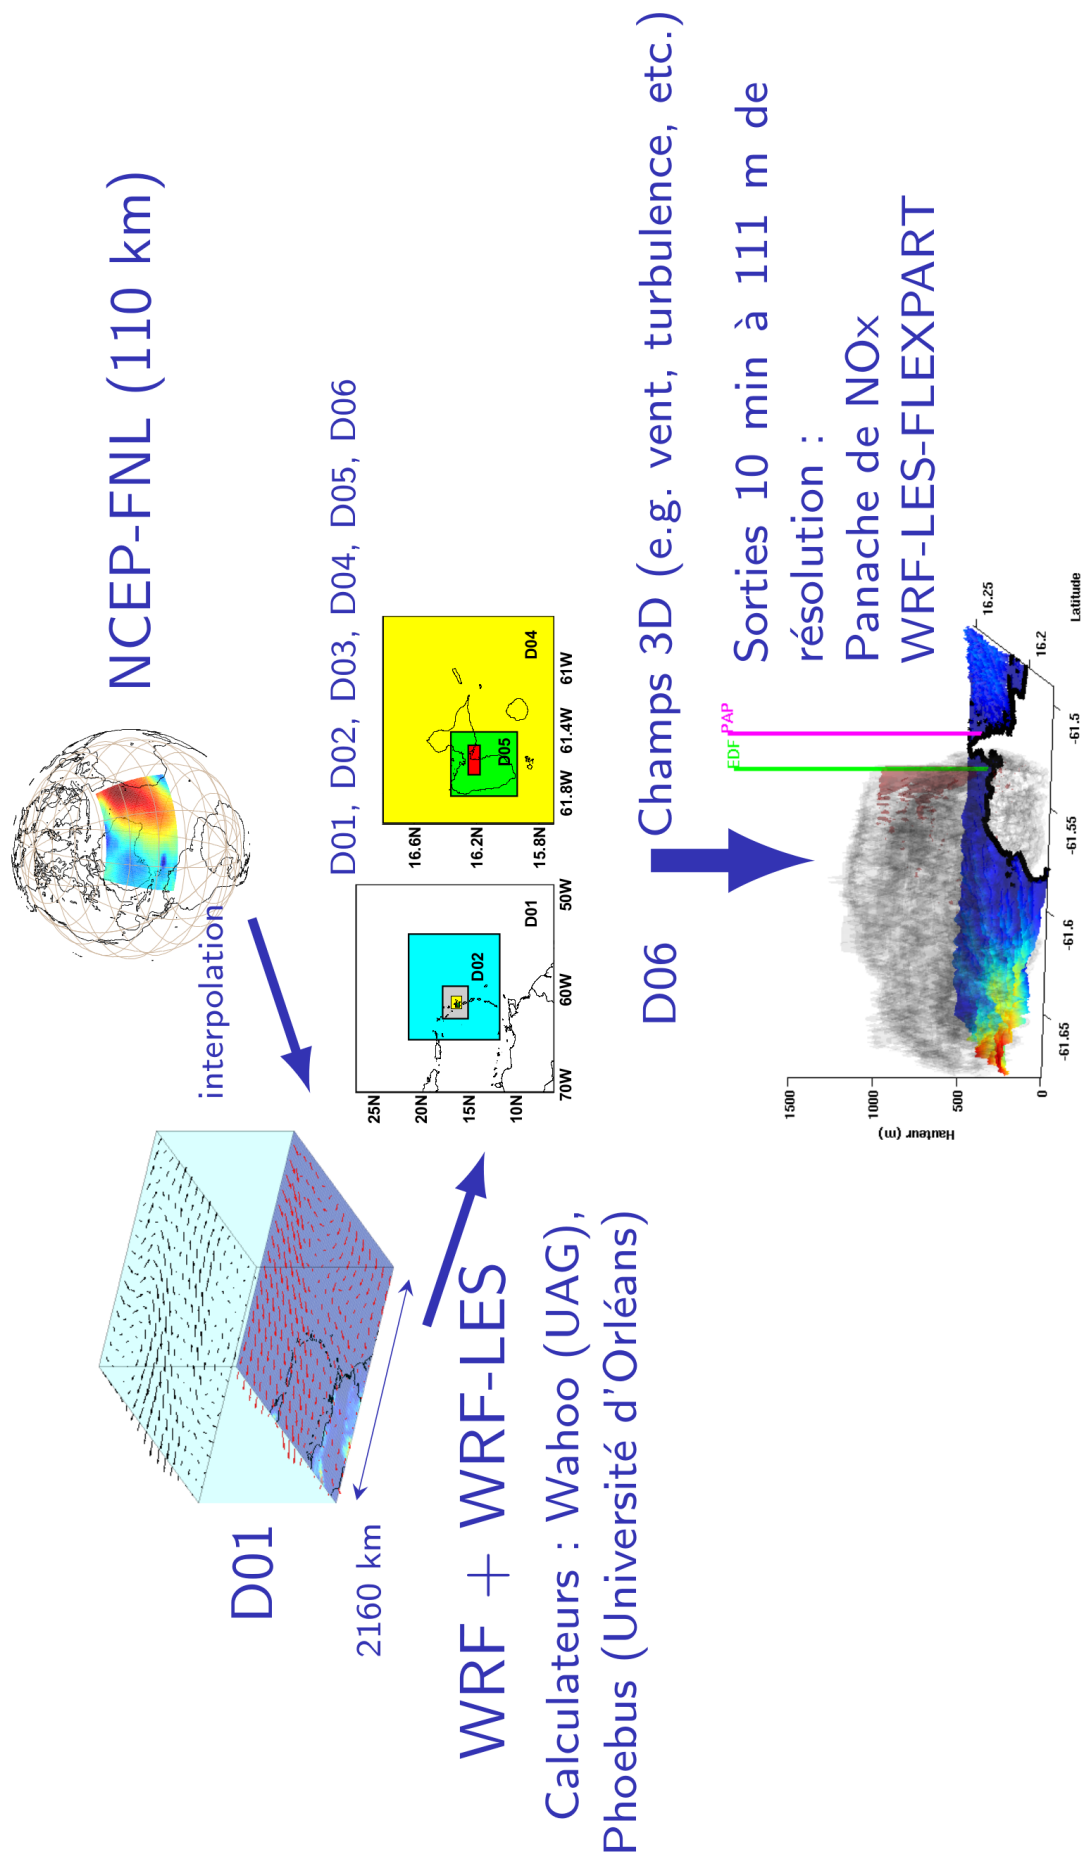 NCEP-FNL (110 km)
interpolation
D01
2160 km
D01, D02, D03, D04, D05, D06
25N
20N
15N
10N
70W
60W
50W
D01
D02
16.6N
16.2N
15.8N
61.8W
61.4W
61W
D04
D05
WRF + WRF-LES
Calculateurs : Wahoo (UAG),
Phoebus (Université d'Orléans)
D06
Champs 3D (e.g. vent, turbulence, etc.)
Sorties 10 min à 111 m de
résolution :
Panache de NOx
WRF-LES-FLEXPART
EDF
PAP
1500
1000
500
0
Hauteur (m)
-61.65
-61.6
-61.55
-61.5
16.2
16.25
Latitude